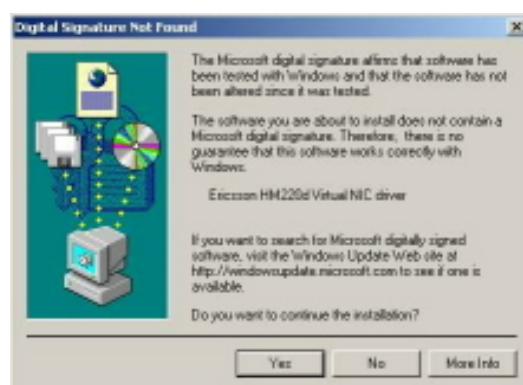 Digital Signature Not Found
The Microsoft digital signature affirms that software has
been tested with Windows and that the software has not
been altered since it was tested.
The software you are about to install does not contain a
Microsoft digital signature. Therefore, there is no
guarantee that this software works correctly with
Windows.
Ericsson HM220d Virtual NIC driver
If you want to search for Microsoft digitally signed
software, visit the Windows Update Web site at
http://windowsupdate.microsoft.com to see if one is
available.
Do you want to continue the installation?
Yes
No
More Info